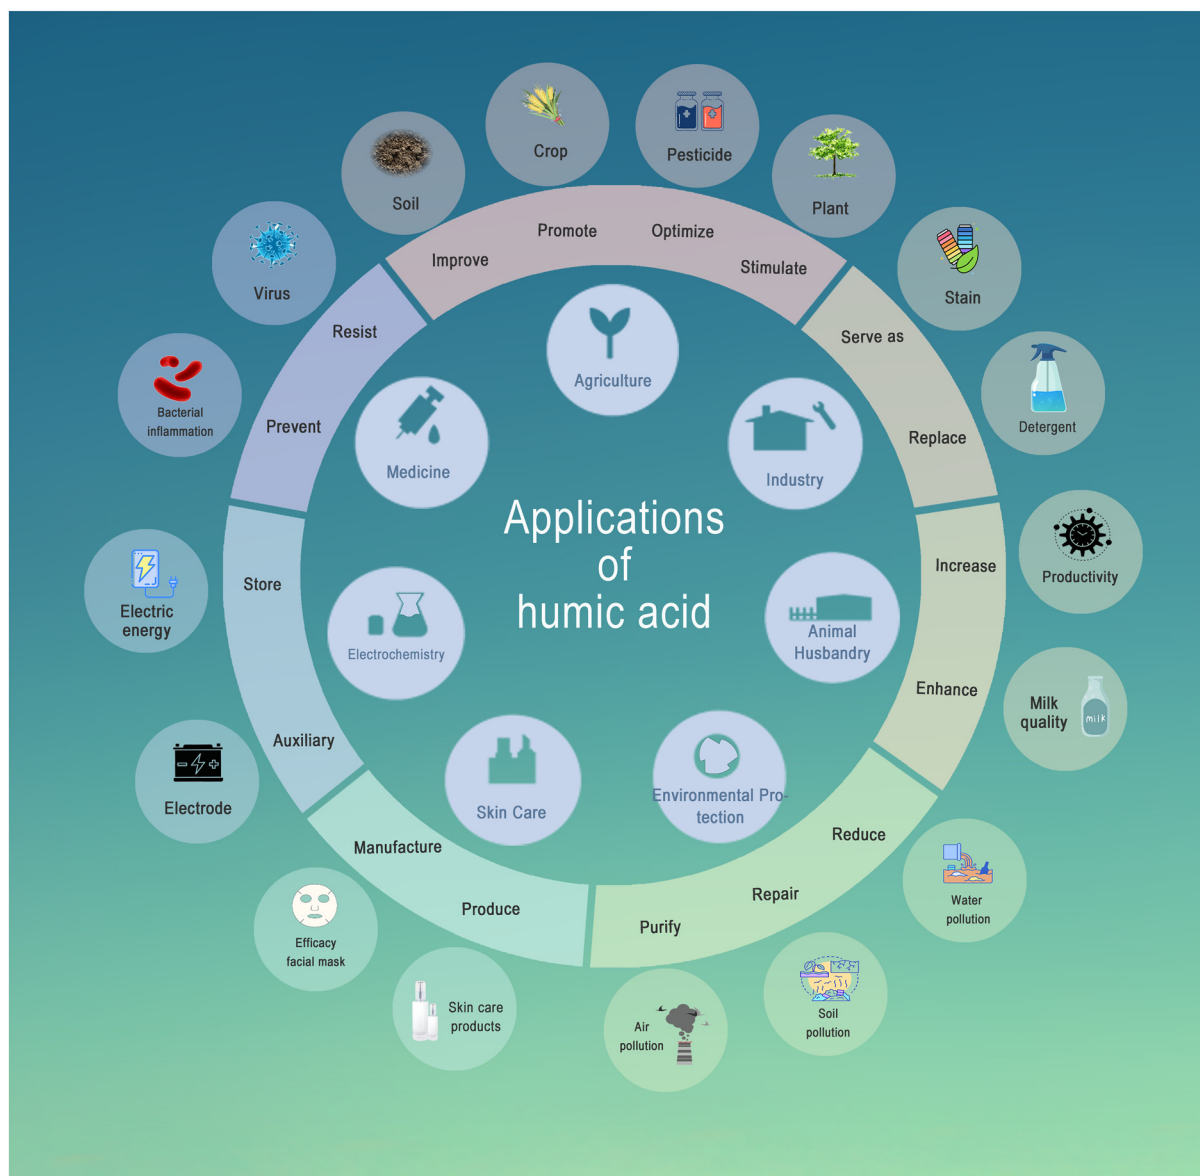 Crop
Pesticide
Soil
Plant
Promote
Optimize
Improve
Stimulate
Virus
Stain
Resist
Serve as
Agriculture
Bacterial
inflammation
Prevent
Replace
Detergent
Medicine
Industry
Applications
of
humic acid
Electric
energy
Store
Increase
Productivity
Electrochemistry
Animal
Husbandry
Enhance
Milk
quality
milk
Auxiliary
Electrode
Skin Care
Environmental Pro-
tection
Manufacture
Reduce
Produce
Repair
Purify
Water
pollution
Efficacy
facial mask
Skin care
products
Air
pollution
Soil
pollution